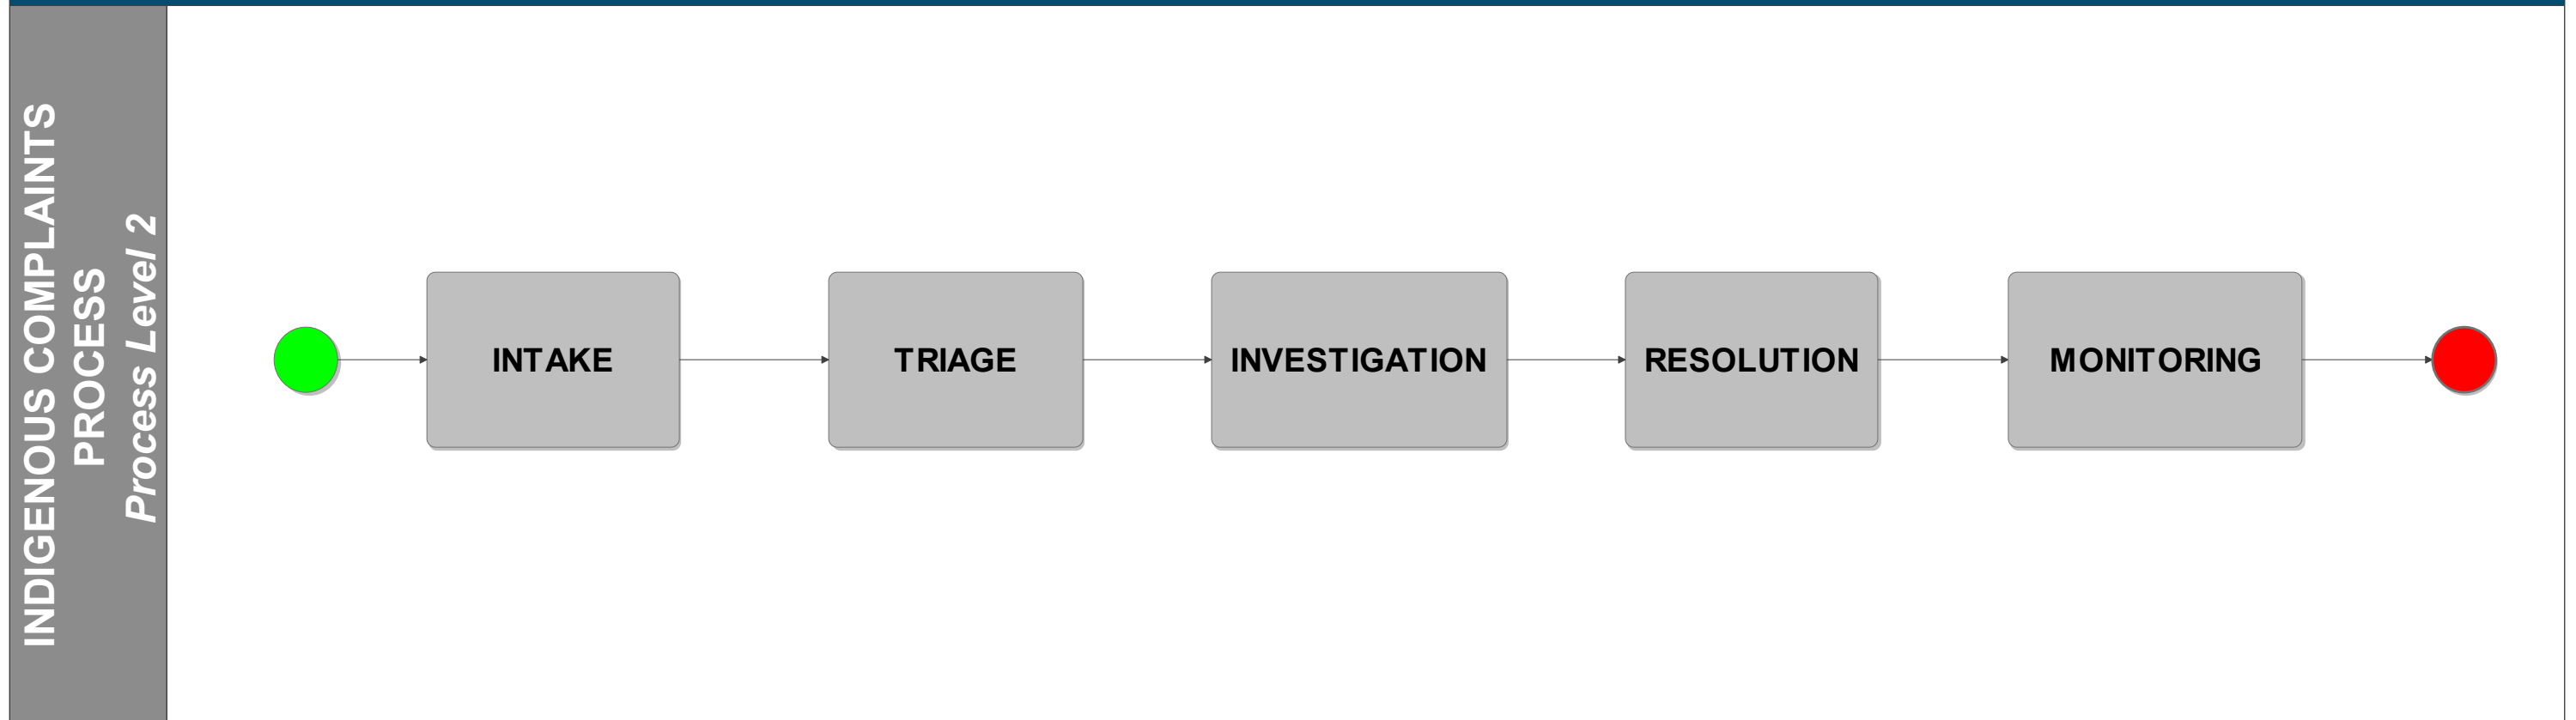 INDIGENOUS COMPLAINTS
PROCESS
Process Level 2
INTAKE
TRIAGE
INVESTIGATION
RESOLUTION
MONITORING